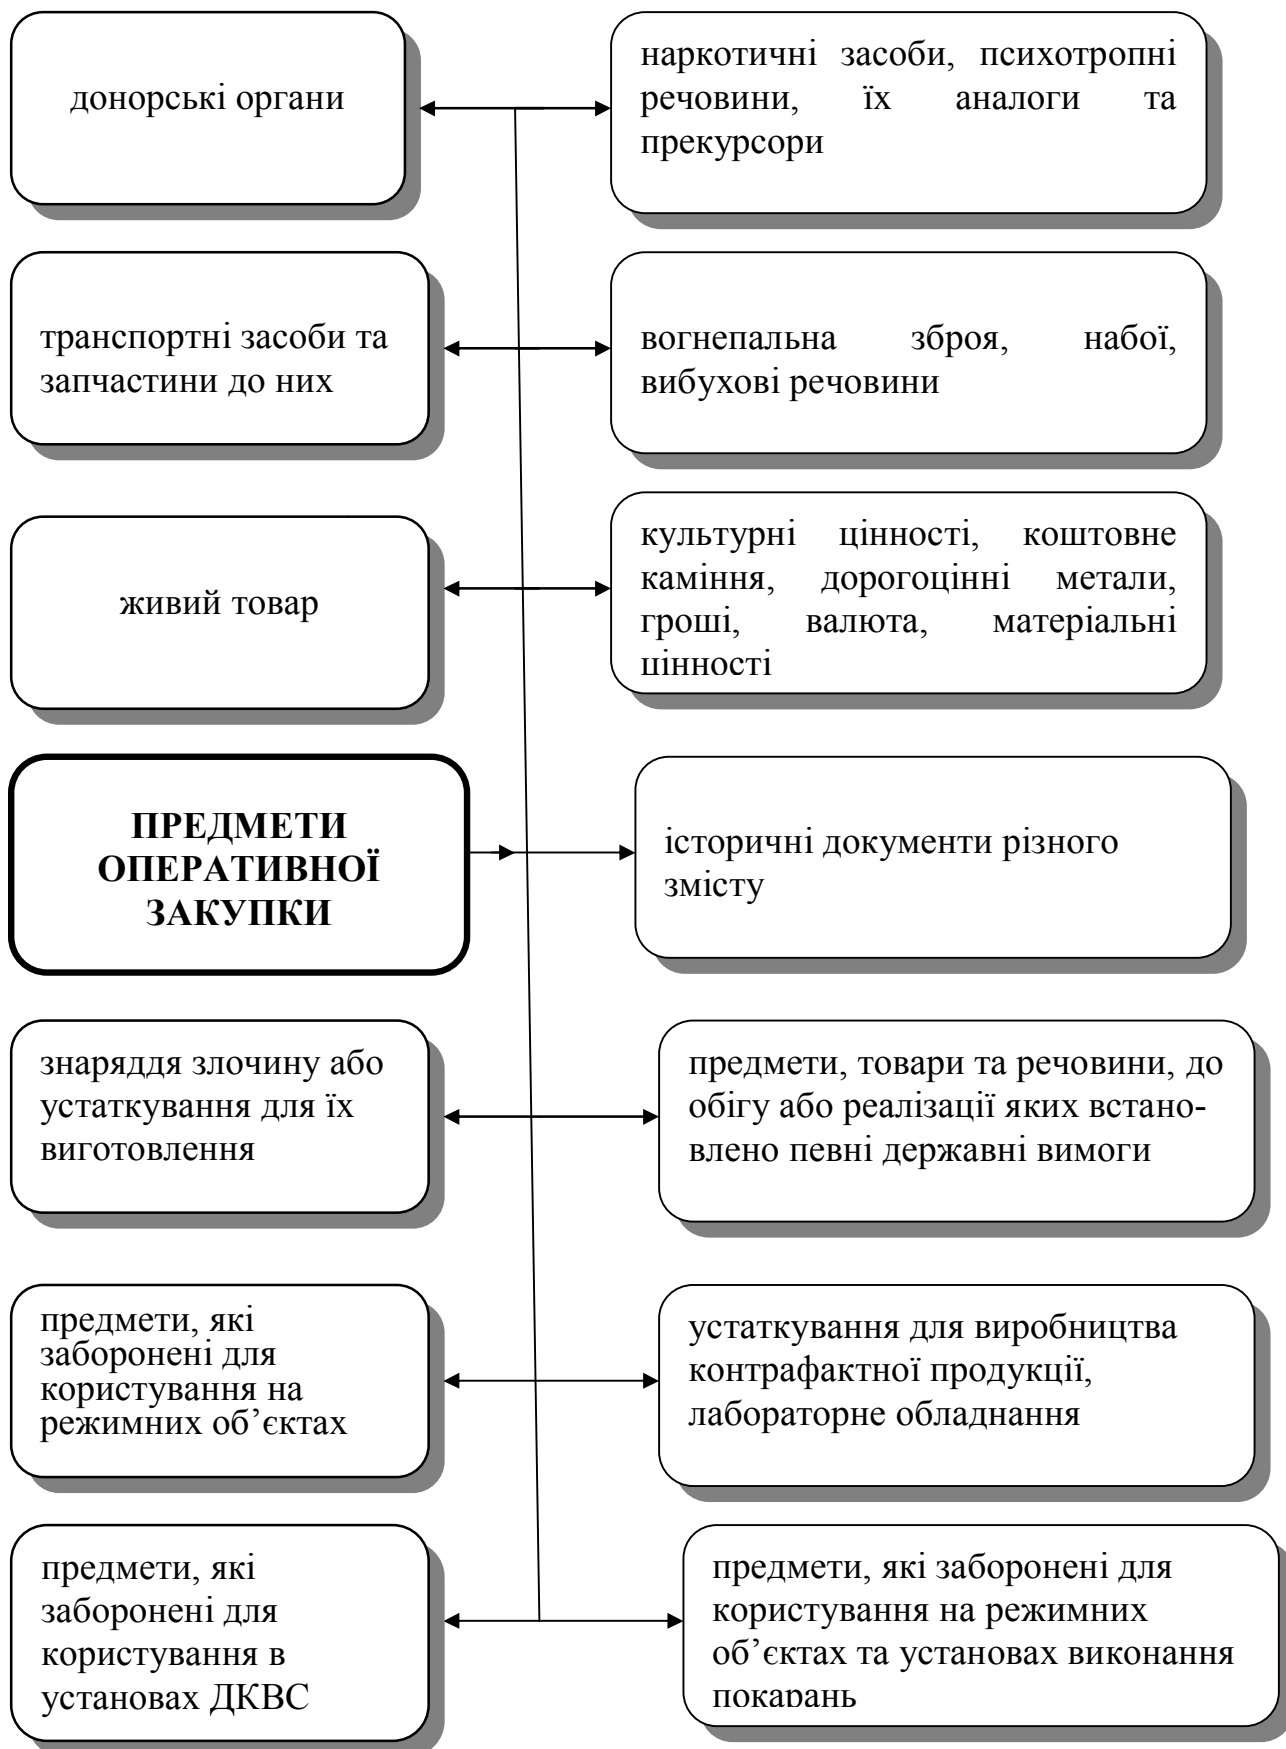 донорські органи
наркотичні засоби, психотропні
речовини, їх аналоги та
прекурсори
транспортні засоби та
запчастини до них
вогнепальна зброя, набої,
вибухові речовини
живий товар
культурні цінності, коштовне
каміння, дорогоцінні метали,
гроші, валюта, матеріальні
цінності
ПРЕДМЕТИ
ОПЕРАТИВНОЇ
ЗАКУПКИ
історичні документи різного
змісту
знаряддя злочину або
устаткування для їх
виготовлення
предмети, товари та речовини, до
обігу або реалізації яких встано-
влено певні державні вимоги
предмети, які
заборонені для
користування на
режимних об’єктах
устаткування для виробництва
контрафактної продукції,
лабораторне обладнання
предмети, які
заборонені для
користування в
установах ДКВС
предмети, які заборонені для
користування на режимних
об’єктах та установах виконання
покарань